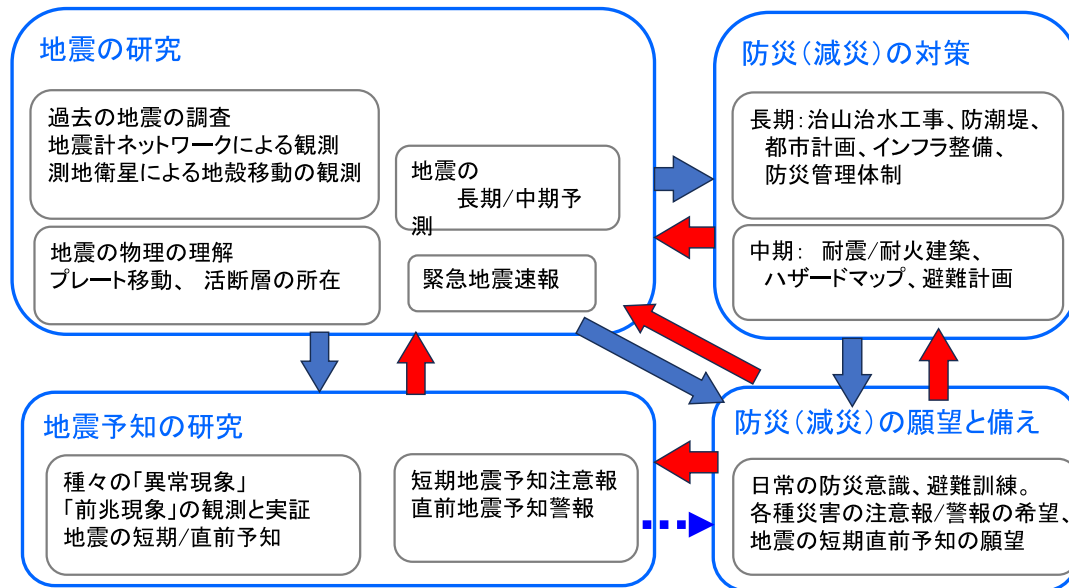 地震の研究
過去の地震の調査
地震計ネットワークによる観測
測地衛星による地殻移動の観測
地震の物理の理解
プレート移動、 活断層の所在
地震の
長期/中期予
測
緊急地震速報
防災(減災)の対策
長期:治山治水工事、防潮堤、
都市計画、インフラ整備、
防災管理体制
中期: 耐震/耐火建築、
ハザードマップ、避難計画
地震予知の研究
種々の「異常現象」
「前兆現象」の観測と実証
地震の短期/直前予知
短期地震予知注意報
直前地震予知警報
防災(減災)の願望と備え
日常の防災意識、避難訓練。
各種災害の注意報/警報の希望、
地震の短期直前予知の願望